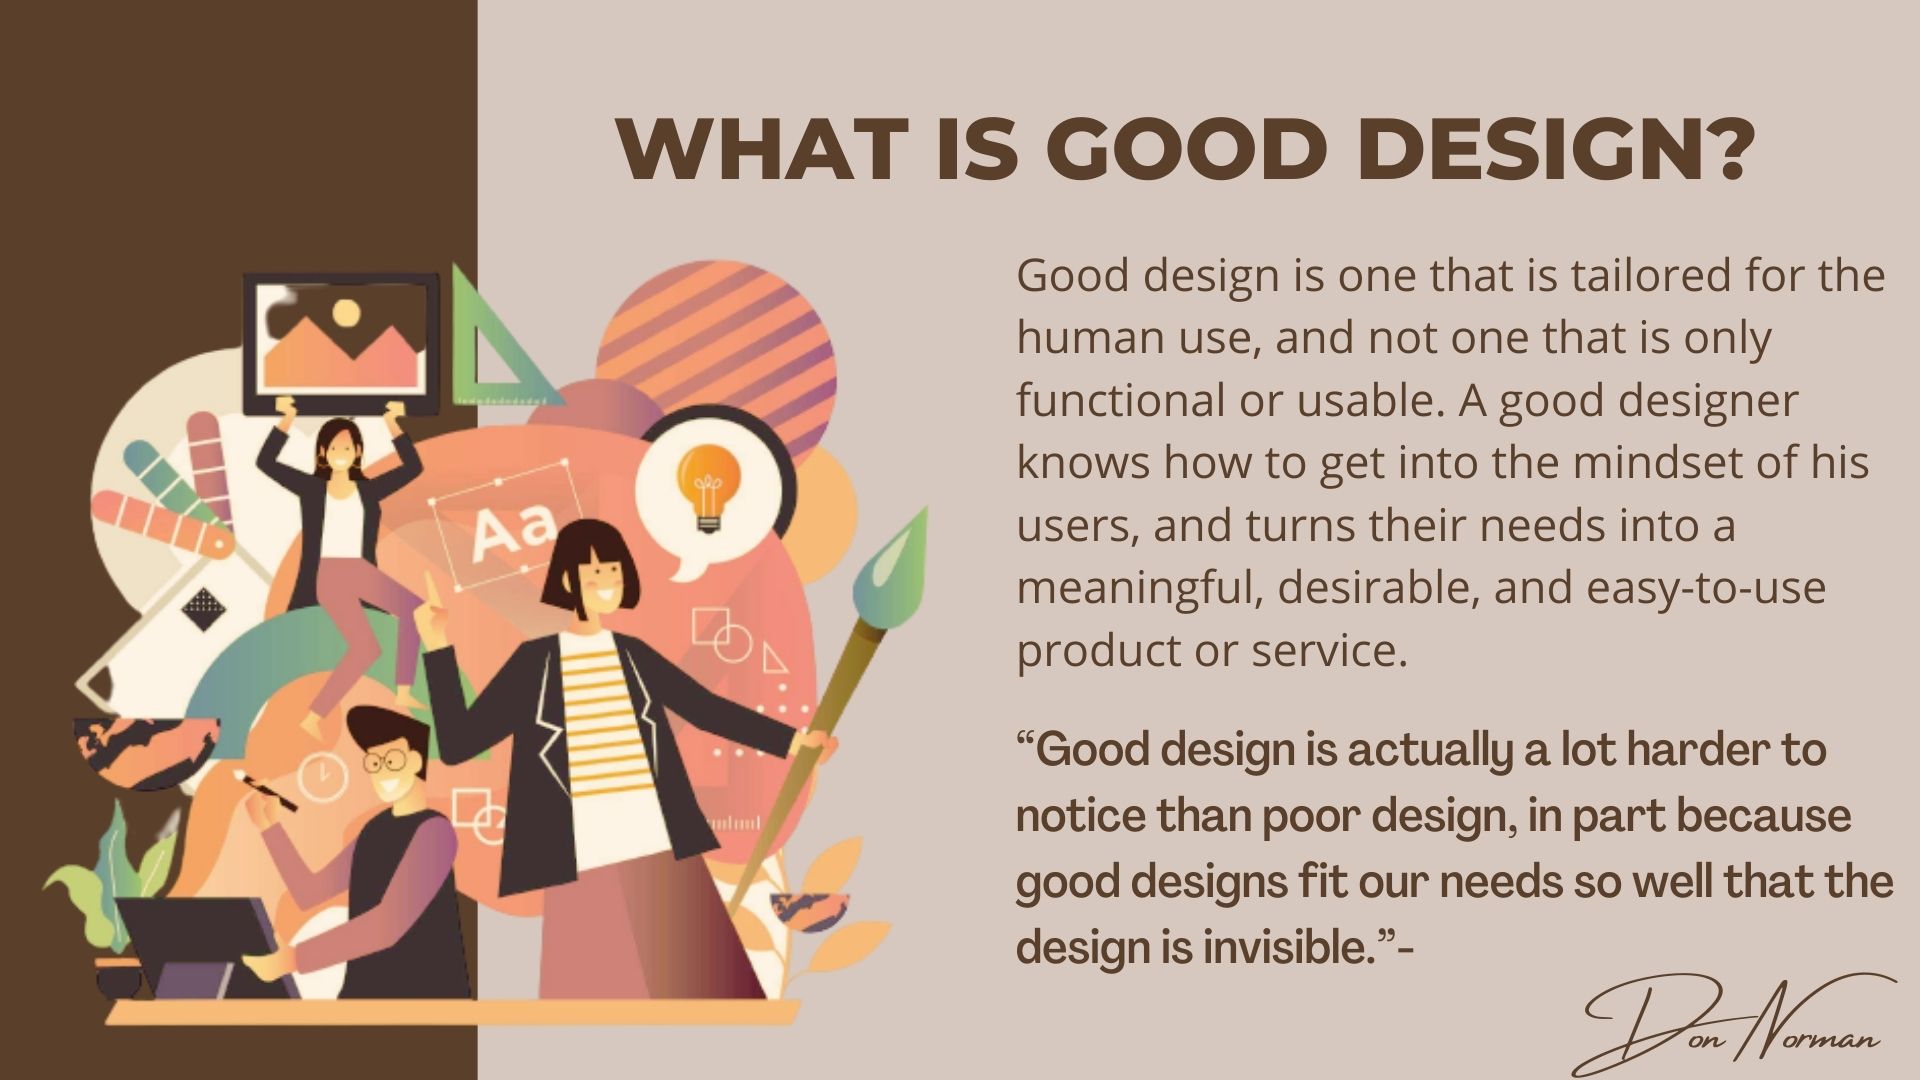 WHAT IS GOOD DESIGN?
Good design is one that is tailored for the
human use, and not one that is only
functional or usable. A good designer
knows how to get into the mindset of his
users, and turns their needs into a
meaningful, desirable, and easy-to-use
product or service.
Aa
“Good design is actually a lot harder to
notice than poor design, in part because
good designs fit our needs so well that the
design is invisible.”-
Don Norman